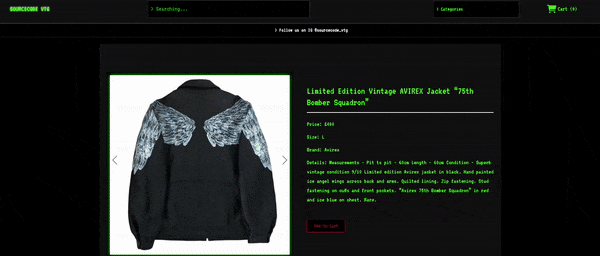 SOURCECODE VTG
> Searching...
> Categories
Cart (0)
> Follow us on IG @sourcecode.vtg
Limited Edition Vintage AVIREX Jacket "75th
Bomber Squadron"
Size: L
Brand: Avirex
Details: Measurements - Pit to pit - 64cm Length - 69cm Condition - Superb
vintage condition 9/10 Limited edition Avirex jacket in black. Hand painted
ice angel wings across back and arms. Quilted lining. Zip fastening. Stud
fastening on cuffs and front pockets. "Avirex 75th Bomber Squadron" in red
and ice blue on chest. Rare.
Add to Cart